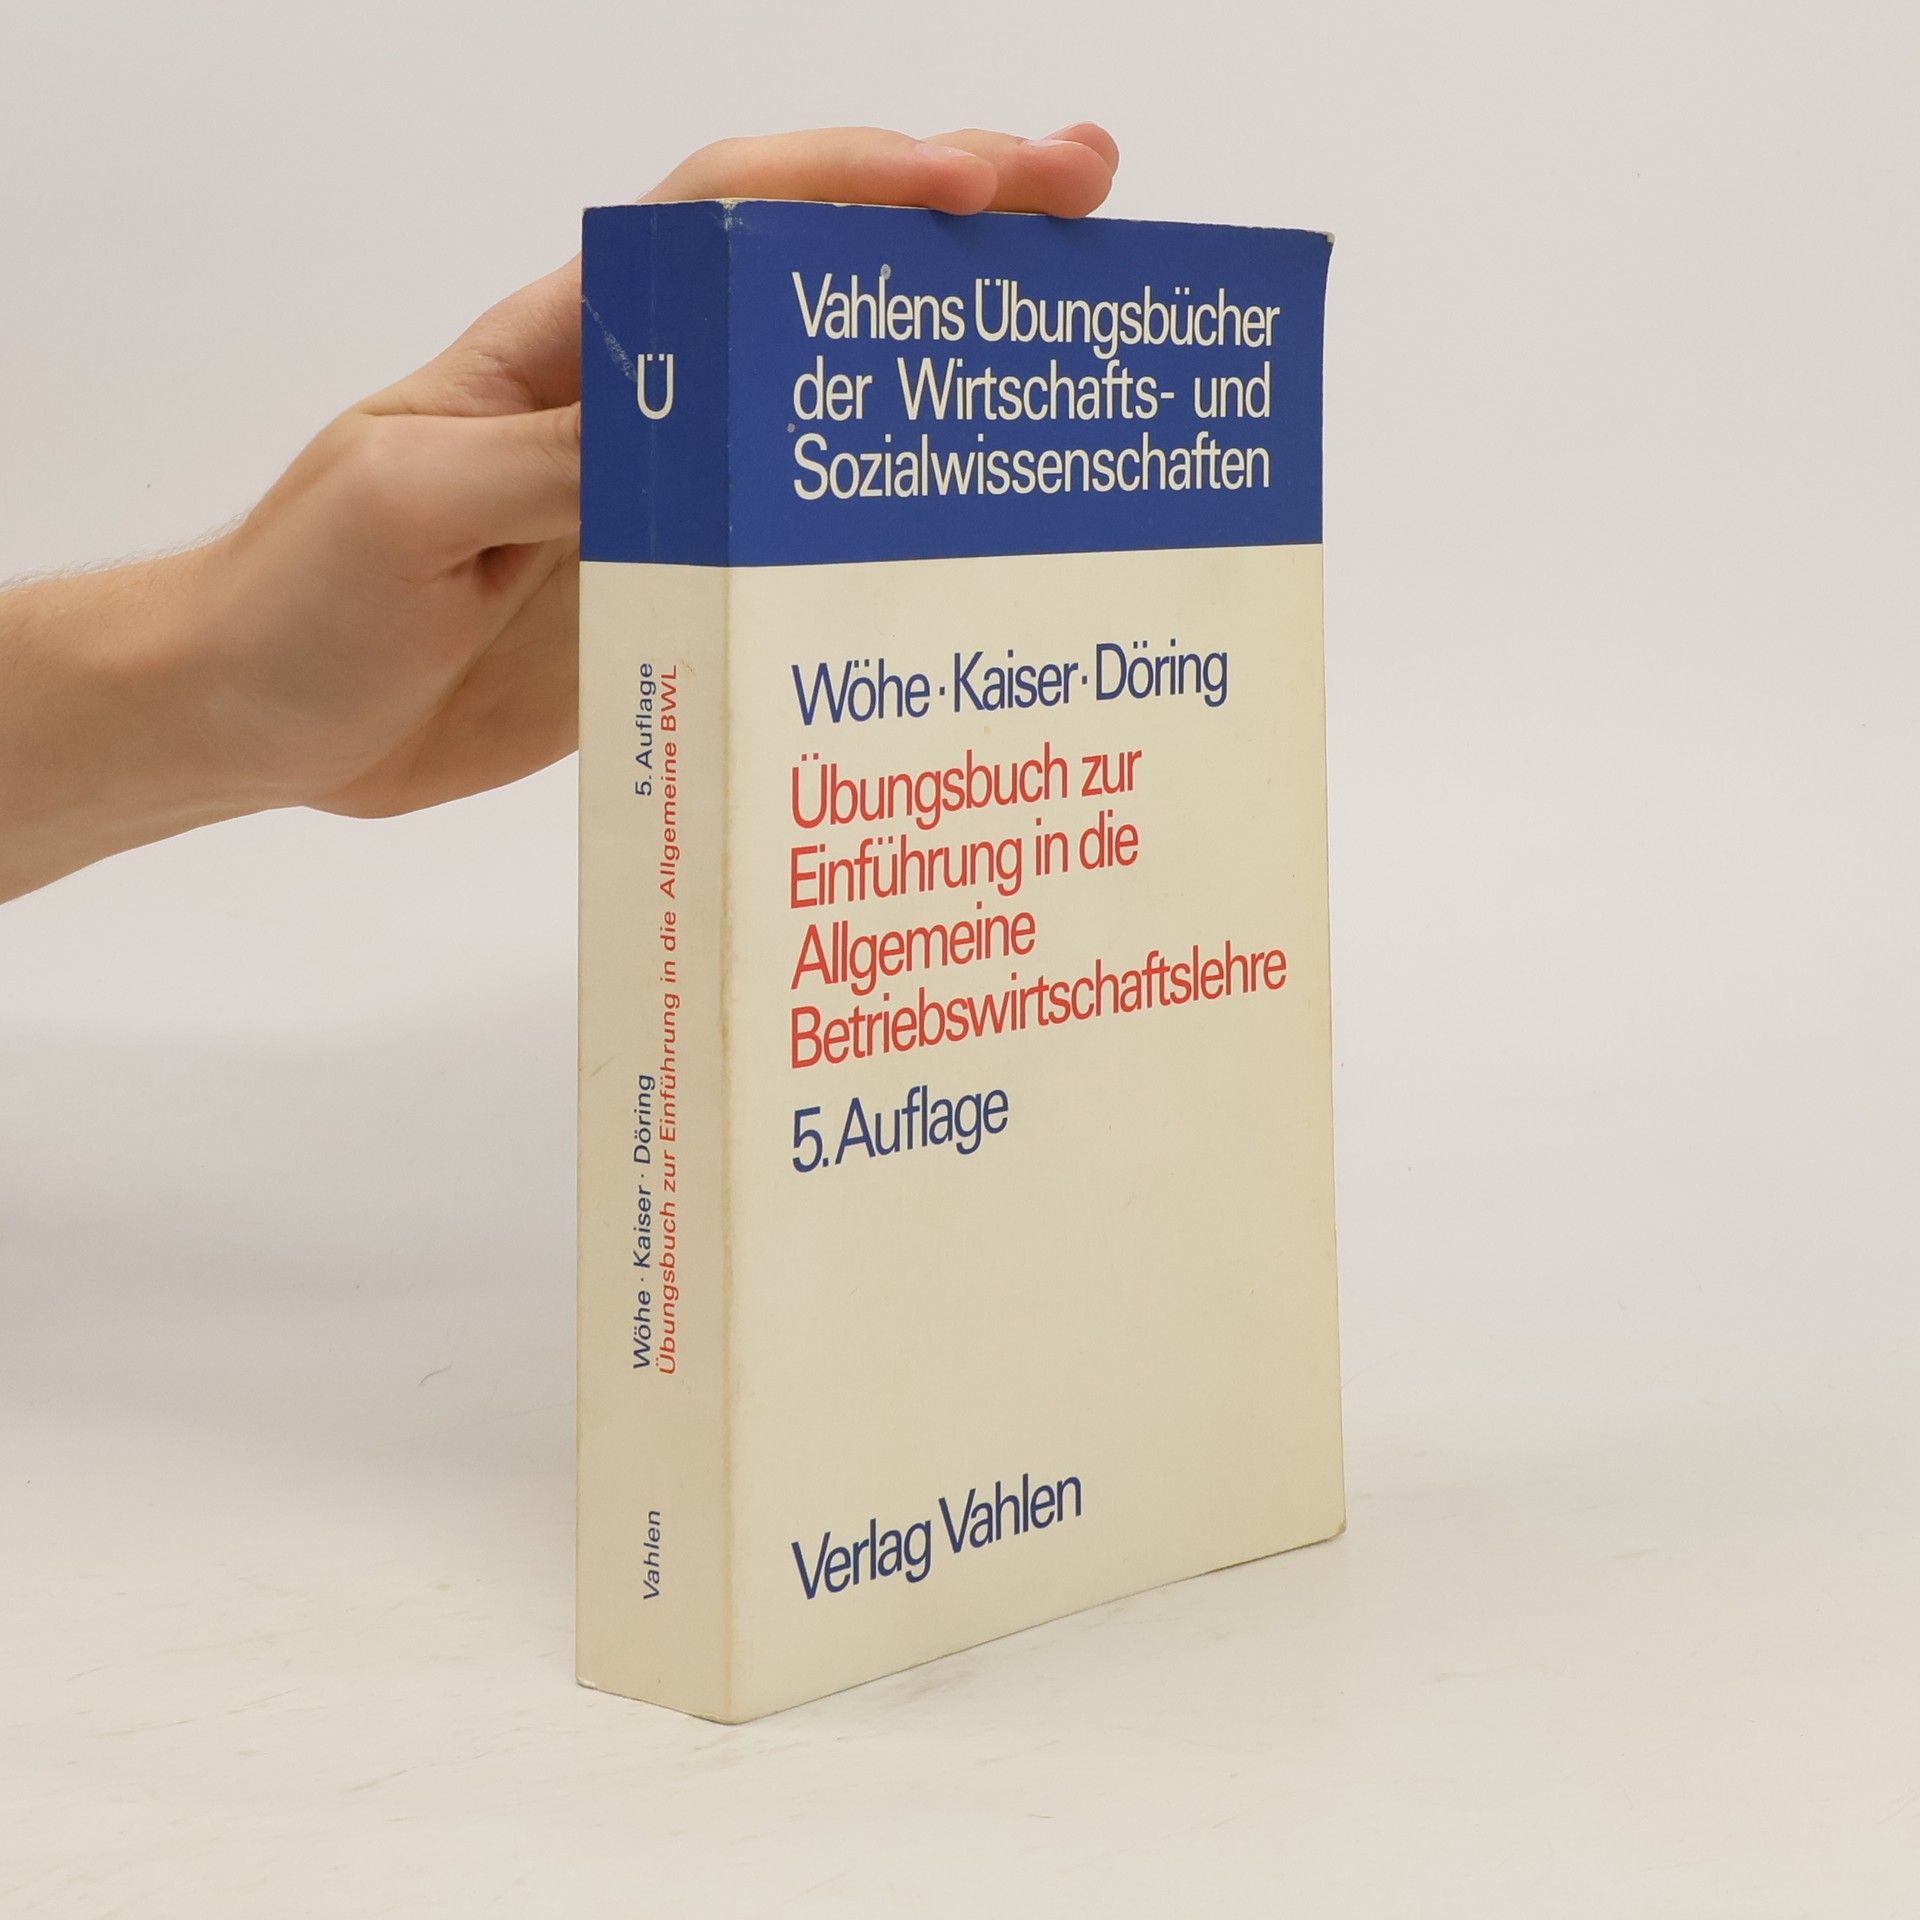 Vahlens Übungsbücher
der Wirtschafts- und
Sozialwissenschaften
Wöhe · Kaiser · Döring
Übungsbuch zur
Einführung in die
Allgemeine
Betriebswirtschaftslehre
5. Auflage
Verlag Vahlen
Ü
Wöhe · Kaiser · Döring 5. Auflage
Übungsbuch zur Einführung in die Allgemeine BWL
Vahlen